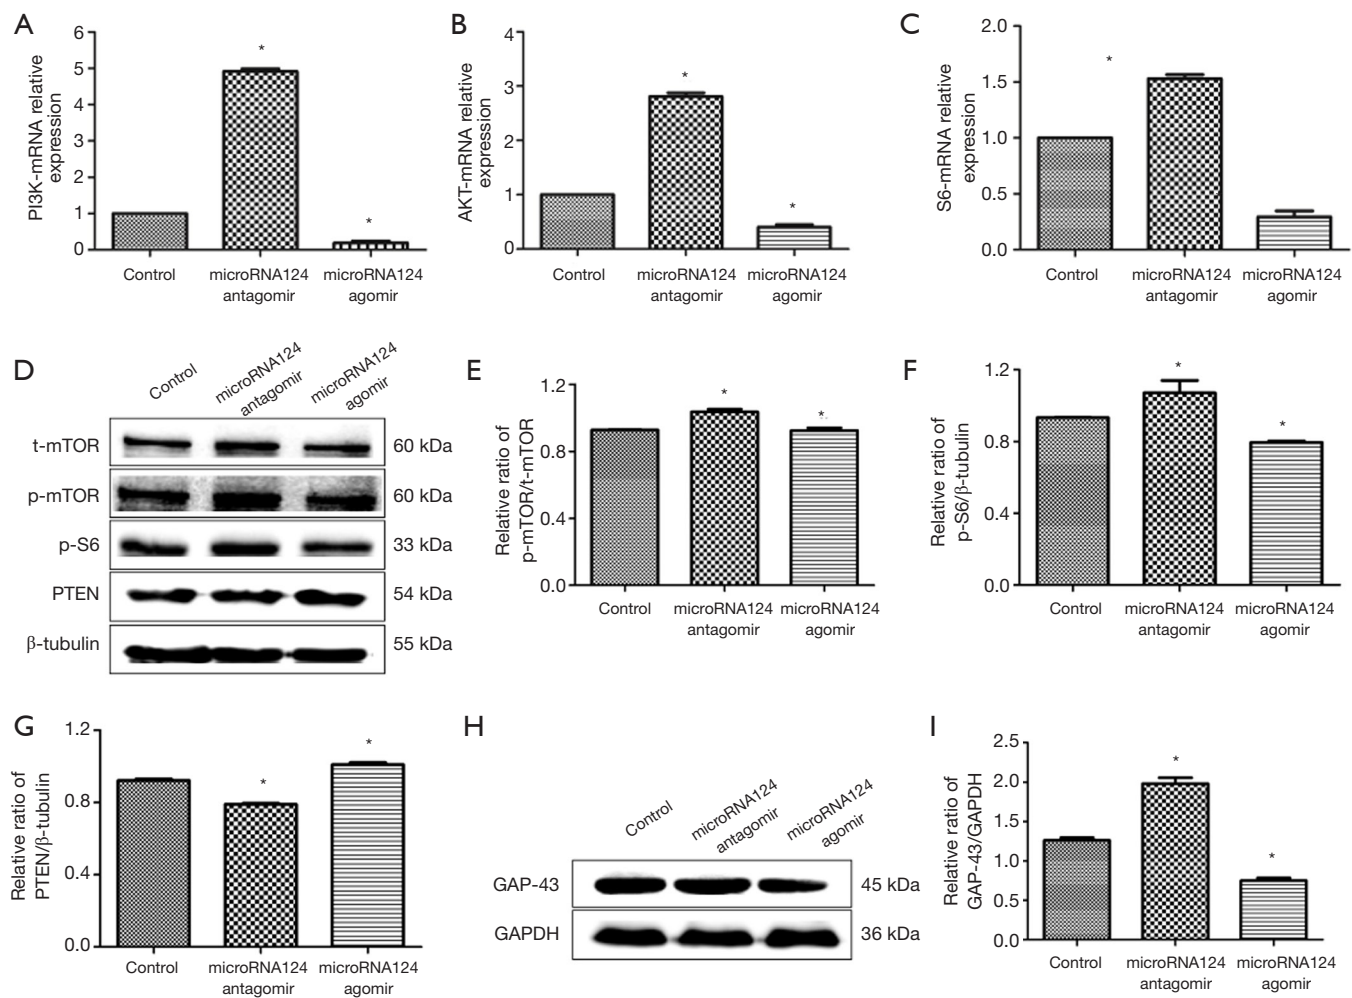 A
PI3K-mRNA relative
expression
6
5
4
3
2
1
0
*
*
Control
microRNA124
antagomir
microRNA124
agomir
B
AKT-mRNA relative
expression
4
3
2
1
0
*
*
Control
microRNA124
antagomir
microRNA124
agomir
C
S6-mRNA relative
expression
2.0
1.5
1.0
0.5
0.0
*
Control
microRNA124
antagomir
microRNA124
agomir
D
Control
microRNA124
antagomir
microRNA124
agomir
t-mTOR
60 kDa
p-mTOR
60 kDa
p-S6
33 kDa
PTEN
54 kDa
β-tubulin
55 kDa
E
Relative ratio of
p-mTOR/t-mTOR
1.2
0.8
0.4
0.0
*
*
Control
microRNA124
antagomir
microRNA124
agomir
F
Relative ratio of
p-S6/β-tubulin
1.2
0.8
0.4
0.0
*
*
Control
microRNA124
antagomir
microRNA124
agomir
G
Relative ratio of
PTEN/β-tubulin
1.2
0.8
0.4
0.0
*
*
Control
microRNA124
antagomir
microRNA124
agomir
H
Control
microRNA124
antagomir
microRNA124
agomir
GAP-43
45 kDa
GAPDH
36 kDa
I
Relative ratio of
GAP-43/GAPDH
2.5
2.0
1.5
1.0
0.5
0.0
*
*
Control
microRNA124
antagomir
microRNA124
agomir